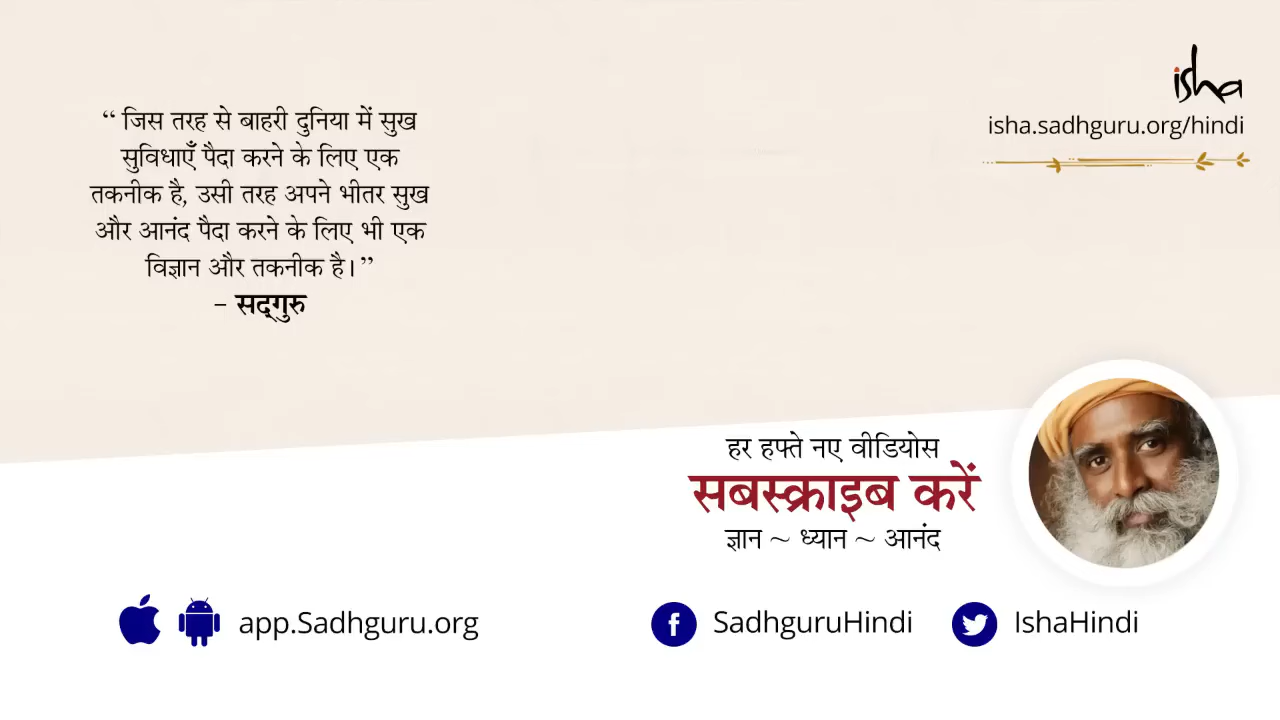 “ जिस तरह से बाहरी दुनिया में सुख
सुविधाएँ पैदा करने के लिए एक
तकनीक है, उसी तरह अपने भीतर सुख
और आनंद पैदा करने के लिए भी एक
विज्ञान और तकनीक है। ”
- सद्गुरु
isha
isha.sadhguru.org/hindi
हर हफ्ते नए वीडियोस
सबस्क्राइब करें
ज्ञान ~ ध्यान ~ आनंद
app.Sadhguru.org
SadhguruHindi
IshaHindi